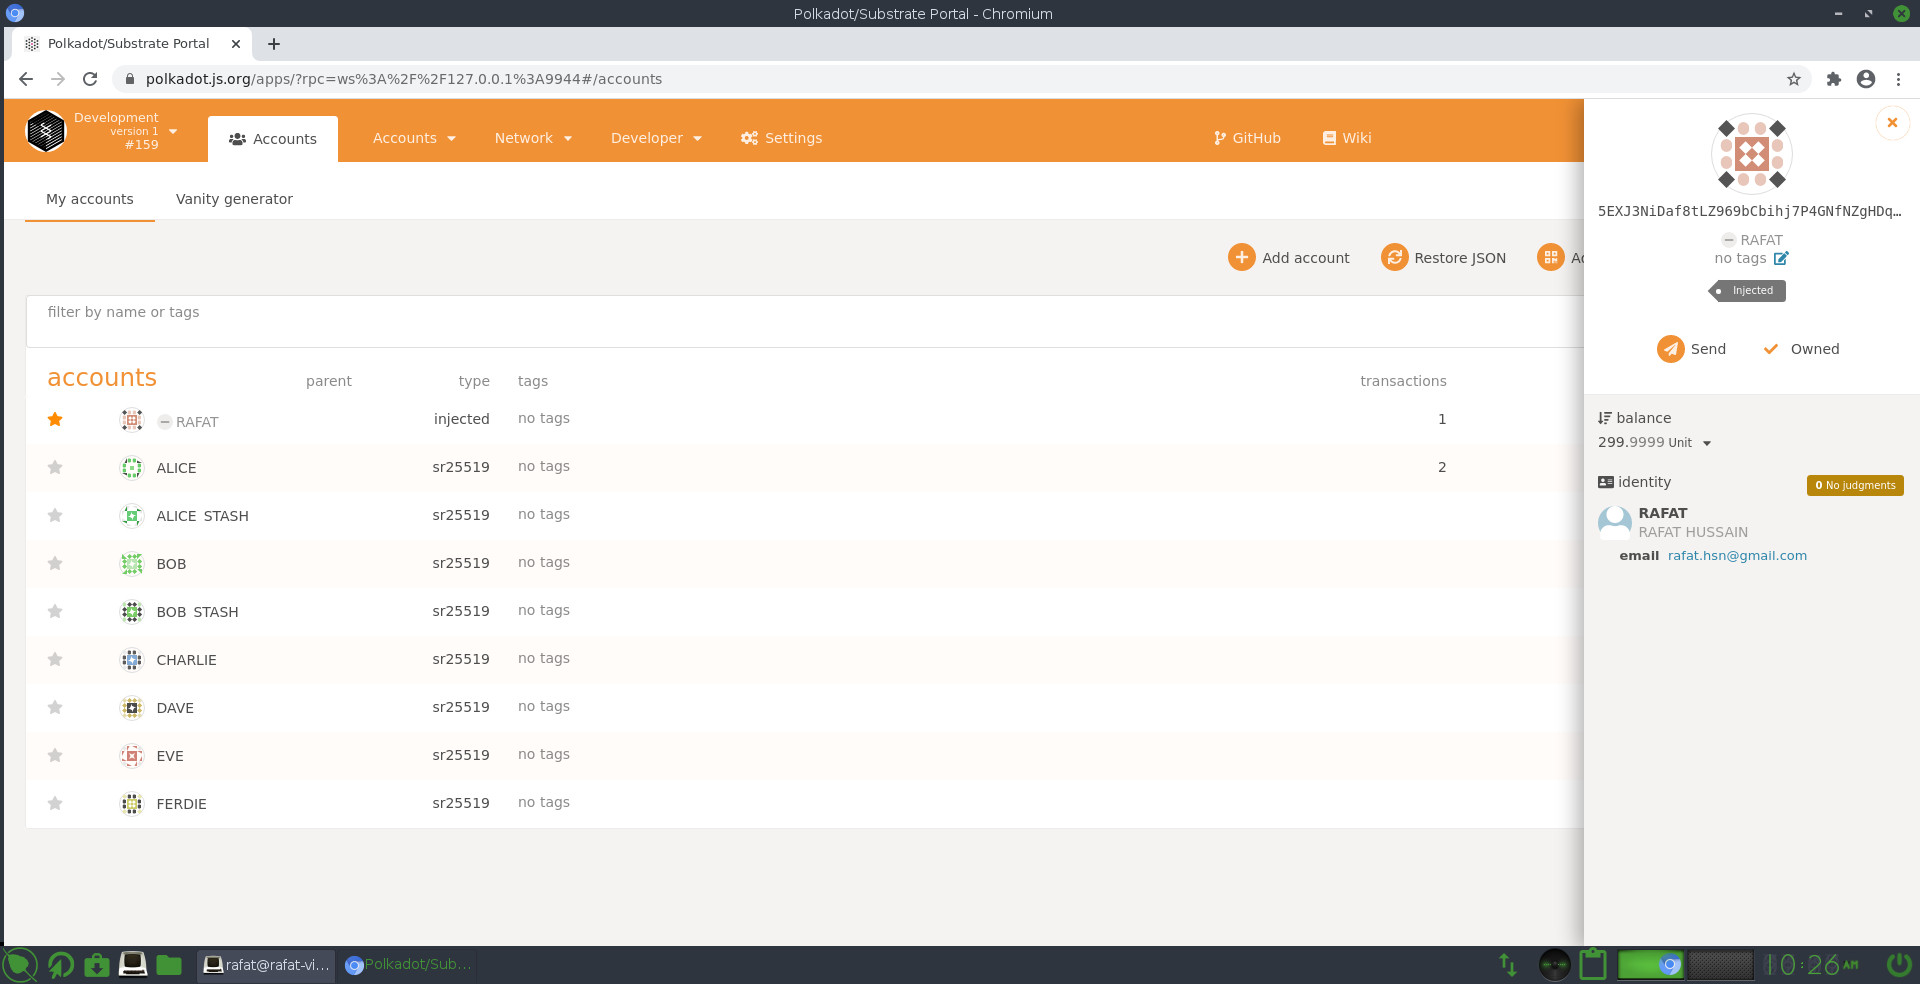 Polkadot/Substrate Portal - Chromium
Polkadot/Substrate Portal
polkadot.js.org/apps/?rpc=ws%3A%2F%2F127.0.0.1%3A9944#/accounts
Development
version 1
#159
Accounts
Accounts
Network
Developer
Settings
GitHub
Wiki
My accounts
Vanity generator
Add account
Restore JSON
filter by name or tags
accounts parent type tags transactions
RAFAT injected no tags 1
ALICE sr25519 no tags 2
ALICE STASH sr25519 no tags
BOB sr25519 no tags
BOB STASH sr25519 no tags
CHARLIE sr25519 no tags
DAVE sr25519 no tags
EVE sr25519 no tags
FERDIE sr25519 no tags
5EXJ3NiDaf8tLZ969bCbihj7P4GNfNZgHDq…
RAFAT
no tags
Injected
Send
Owned
balance
299.9999 Unit
identity
0 No judgments
RAFAT
RAFAT HUSSAIN
email rafat.hsn@gmail.com
rafat@rafat-vi...
Polkadot/Sub...
10:26 AM